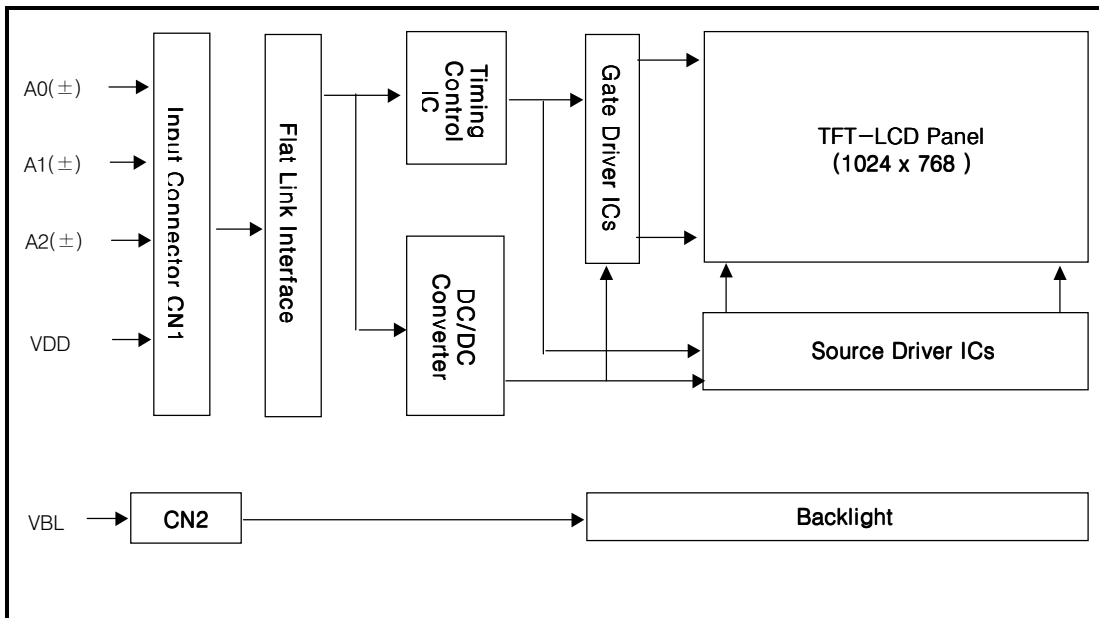 A0(±)
A1(±)
A2(±)
VDD
Input Connector CN1
Flat Link Interface
Timing
Control
IC
DC/DC
Converter
Gate Driver ICs
TFT-LCD Panel
(1024 x 768 )
Source Driver ICs
VBL
CN2
Backlight